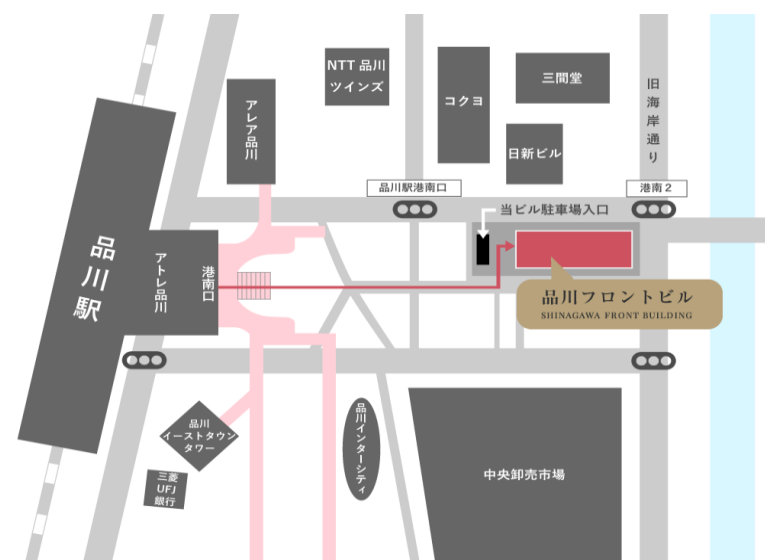 NTT 品川
ツインズ
コクヨ
三間堂
旧海岸通り
アレア品川
日新ビル
品川駅港南口
港南2
当ビル駐車場入口
品川駅
アトレ品川
港南口
品川フロントビル
SHINAGAWA FRONT BUILDING
品川
イーストタウン
タワー
品川インターシティ
三菱
UFJ
銀行
中央卸売市場